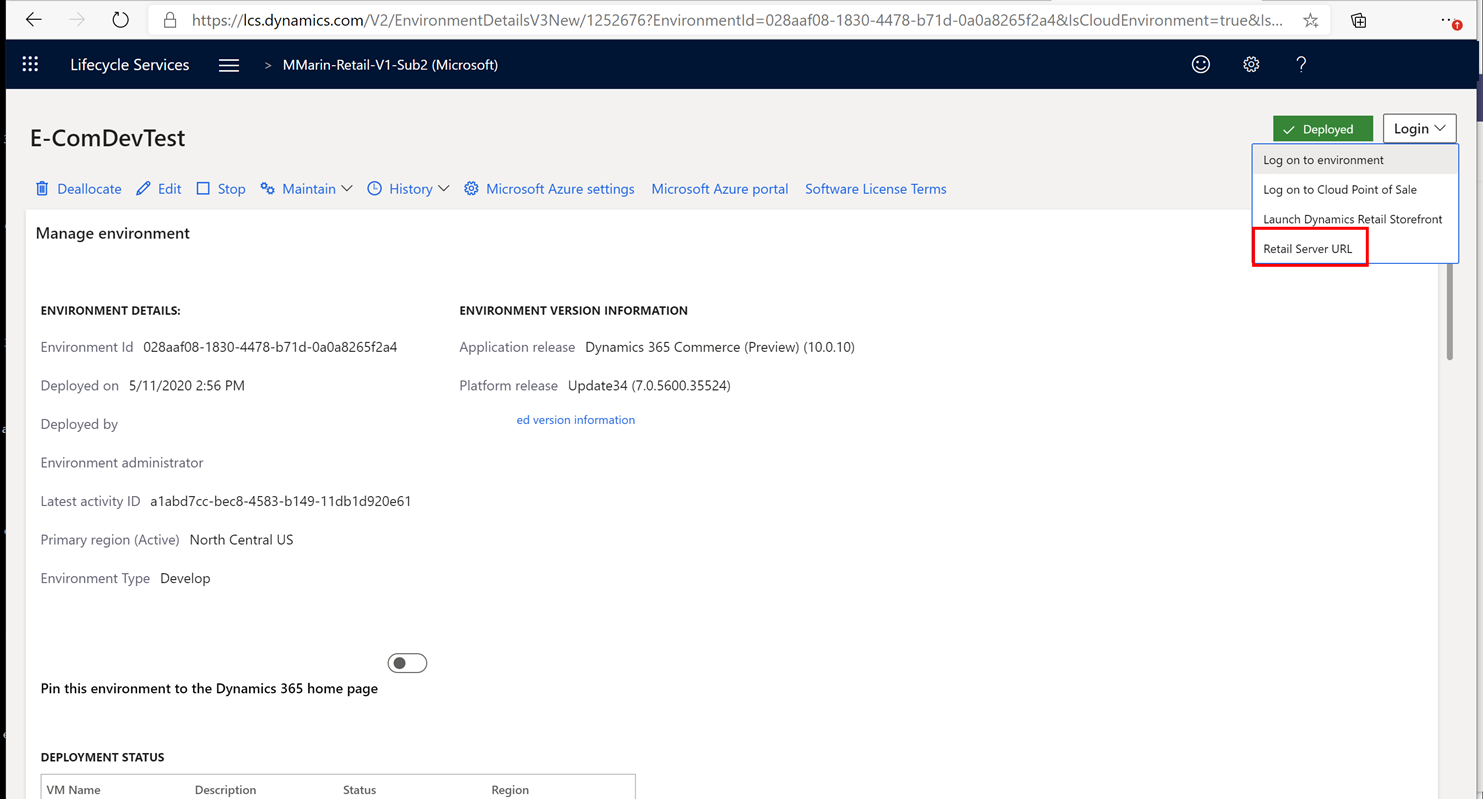 https://lcs.dynamics.com/V2/EnvironmentDetailsV3New/1252676?EnvironmentId=028aaf08-1830-4478-b71d-0a0a8265f2a4&IsCloudEnvironment=true&Is...
Lifecycle Services > MMarin-Retail-V1-Sub2 (Microsoft) ?
E-ComDevTest
Deployed Login
Log on to environment
Log on to Cloud Point of Sale
Launch Dynamics Retail Storefront
Retail Server URL
Deallocate Edit Stop Maintain History Microsoft Azure settings Microsoft Azure portal Software License Terms
Manage environment
ENVIRONMENT DETAILS:
Environment Id 028aaf08-1830-4478-b71d-0a0a8265f2a4
Deployed on 5/11/2020 2:56 PM
Deployed by
Environment administrator
Latest activity ID a1abd7cc-bec8-4583-b149-11db1d920e61
Primary region (Active) North Central US
Environment Type Develop
ENVIRONMENT VERSION INFORMATION
Application release Dynamics 365 Commerce (Preview) (10.0.10)
Platform release Update34 (7.0.5600.35524)
ed version information
Pin this environment to the Dynamics 365 home page
DEPLOYMENT STATUS
VM Name Description Status Region